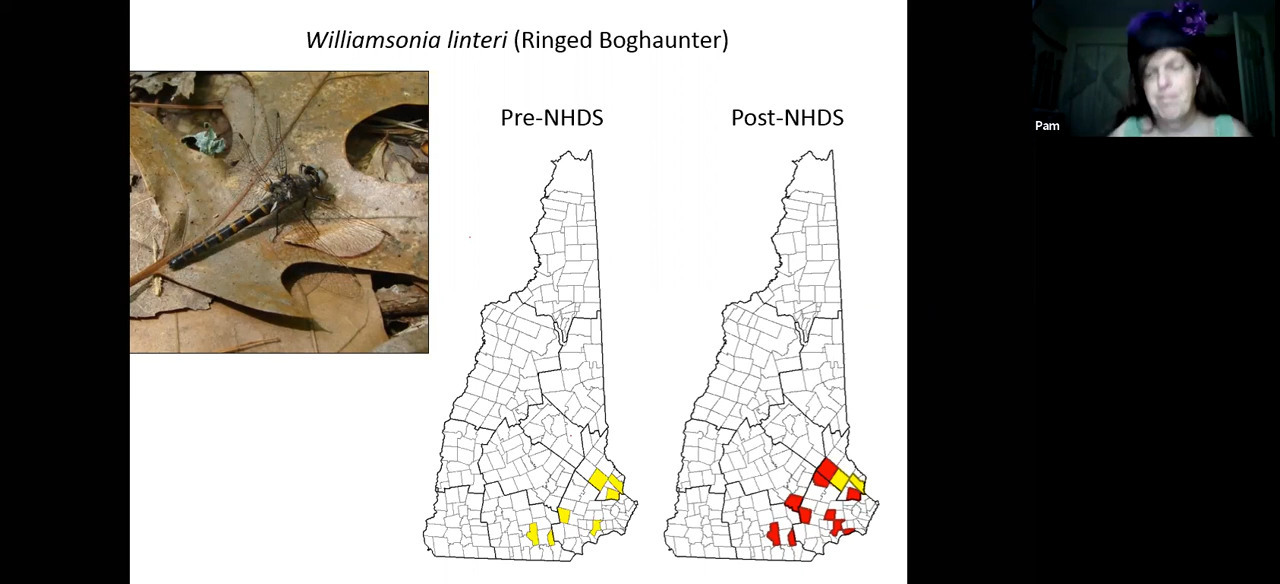 Williamsonia linteri (Ringed Boghaunter)
Pre-NHDS
Post-NHDS
Pam